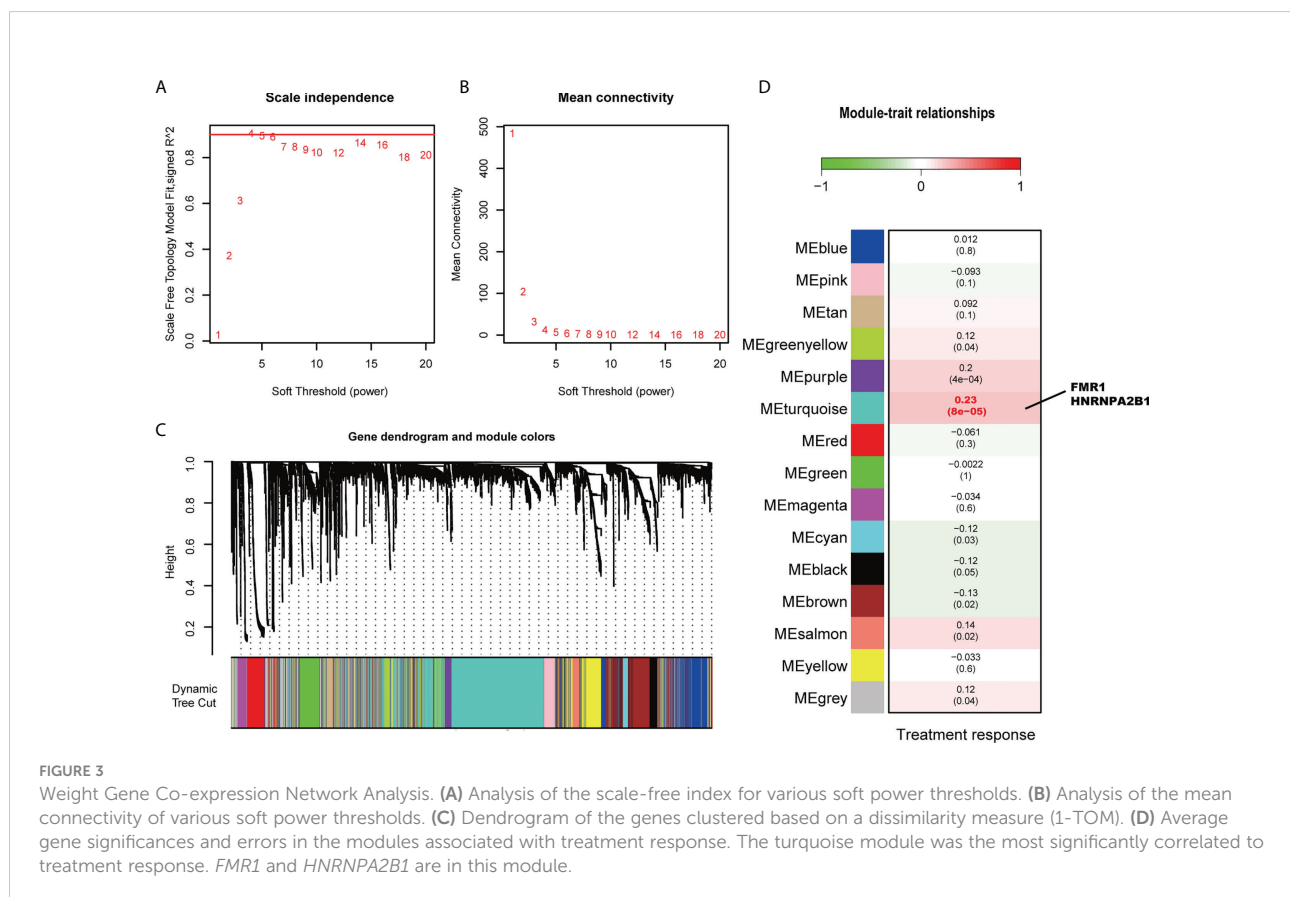 A
Scale independence
Scale Free Topology Model Fit,signed R^2
0.0 0.2 0.4 0.6 0.8
1 2 3 4 5 6 7 8 9 10 12 14 16 18 20
5 10 15 20
Soft Threshold (power)
B
Mean connectivity
Mean Connectivity
0 100 200 300 400 500
1 2 3 4 5 6 7 8 9 10 12 14 16 18 20
5 10 15 20
Soft Threshold (power)
C
Gene dendrogram and module colors
Height
1.0
0.8
0.6
0.4
0.2
Dynamic
Tree Cut
D
Module-trait relationships
−1 0 1
MEblue
0.012
(0.8)
MEpink
−0.093
(0.1)
MEtan
0.092
(0.1)
MEgreenyellow
0.12
(0.04)
MEpurple
0.2
(4e−04)
MEturquoise
0.23
(8e−05)
FMR1
HNRNPA2B1
MEred
−0.061
(0.3)
MEgreen
−0.0022
(1)
MEmagenta
−0.034
(0.6)
MEcyan
−0.12
(0.03)
MEblack
−0.12
(0.05)
MEbrown
−0.13
(0.02)
MEsalmon
0.14
(0.02)
MEyellow
−0.033
(0.6)
MEgrey
0.12
(0.04)
Treatment response
FIGURE 3
Weight Gene Co-expression Network Analysis. (A) Analysis of the scale-free index for various soft power thresholds. (B) Analysis of the mean
connectivity of various soft power thresholds. (C) Dendrogram of the genes clustered based on a dissimilarity measure (1-TOM). (D) Average
gene significances and errors in the modules associated with treatment response. The turquoise module was the most significantly correlated to
treatment response. FMR1 and HNRNPA2B1 are in this module.